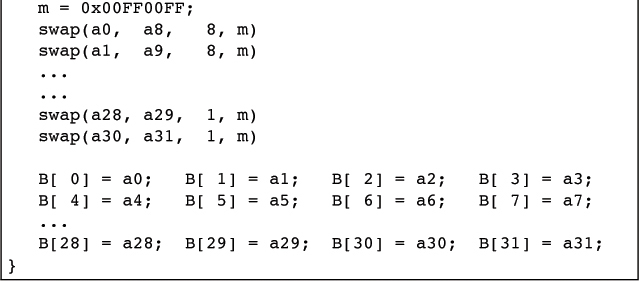 m = 0x00FF00FF;
swap(a0, a8, 8, m)
swap(a1, a9, 8, m)
...
...
swap(a28, a29, 1, m)
swap(a30, a31, 1, m)
B[ 0] = a0; B[ 1] = a1; B[ 2] = a2; B[ 3] = a3;
B[ 4] = a4; B[ 5] = a5; B[ 6] = a6; B[ 7] = a7;
...
B[28] = a28; B[29] = a29; B[30] = a30; B[31] = a31;
}